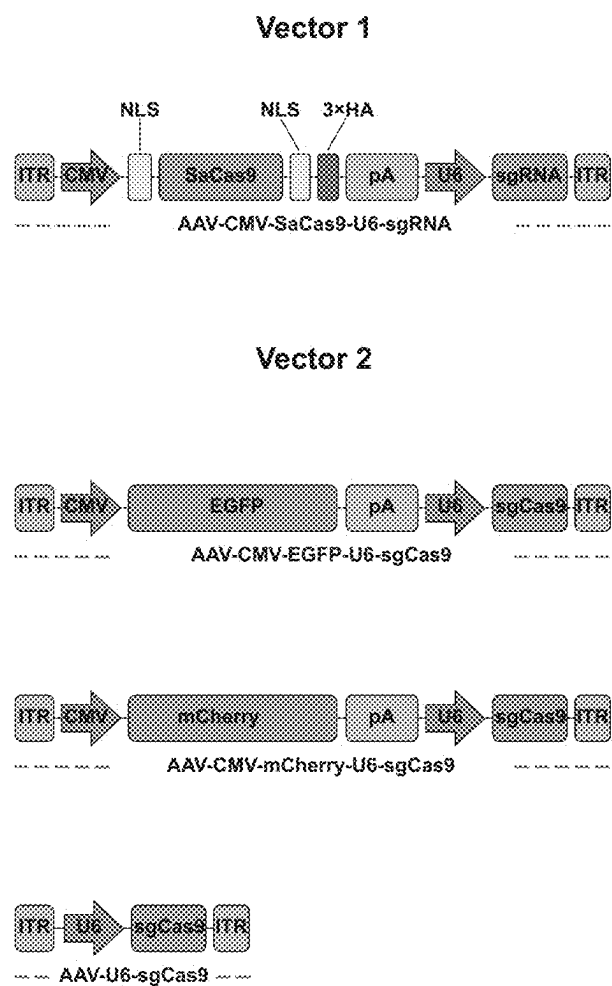 Vector 1
NLS NLS 3×HA
ITR CMV SaCas9 pA U6 sgRNA ITR
AAV-CMV-SaCas9-U6-sgRNA
Vector 2
ITR CMV EGFP pA U6 sgCas9 ITR
AAV-CMV-EGFP-U6-sgCas9
ITR CMV mCherry pA U6 sgCas9 ITR
AAV-CMV-mCherry-U6-sgCas9
ITR U6 sgCas9 ITR
AAV-U6-sgCas9